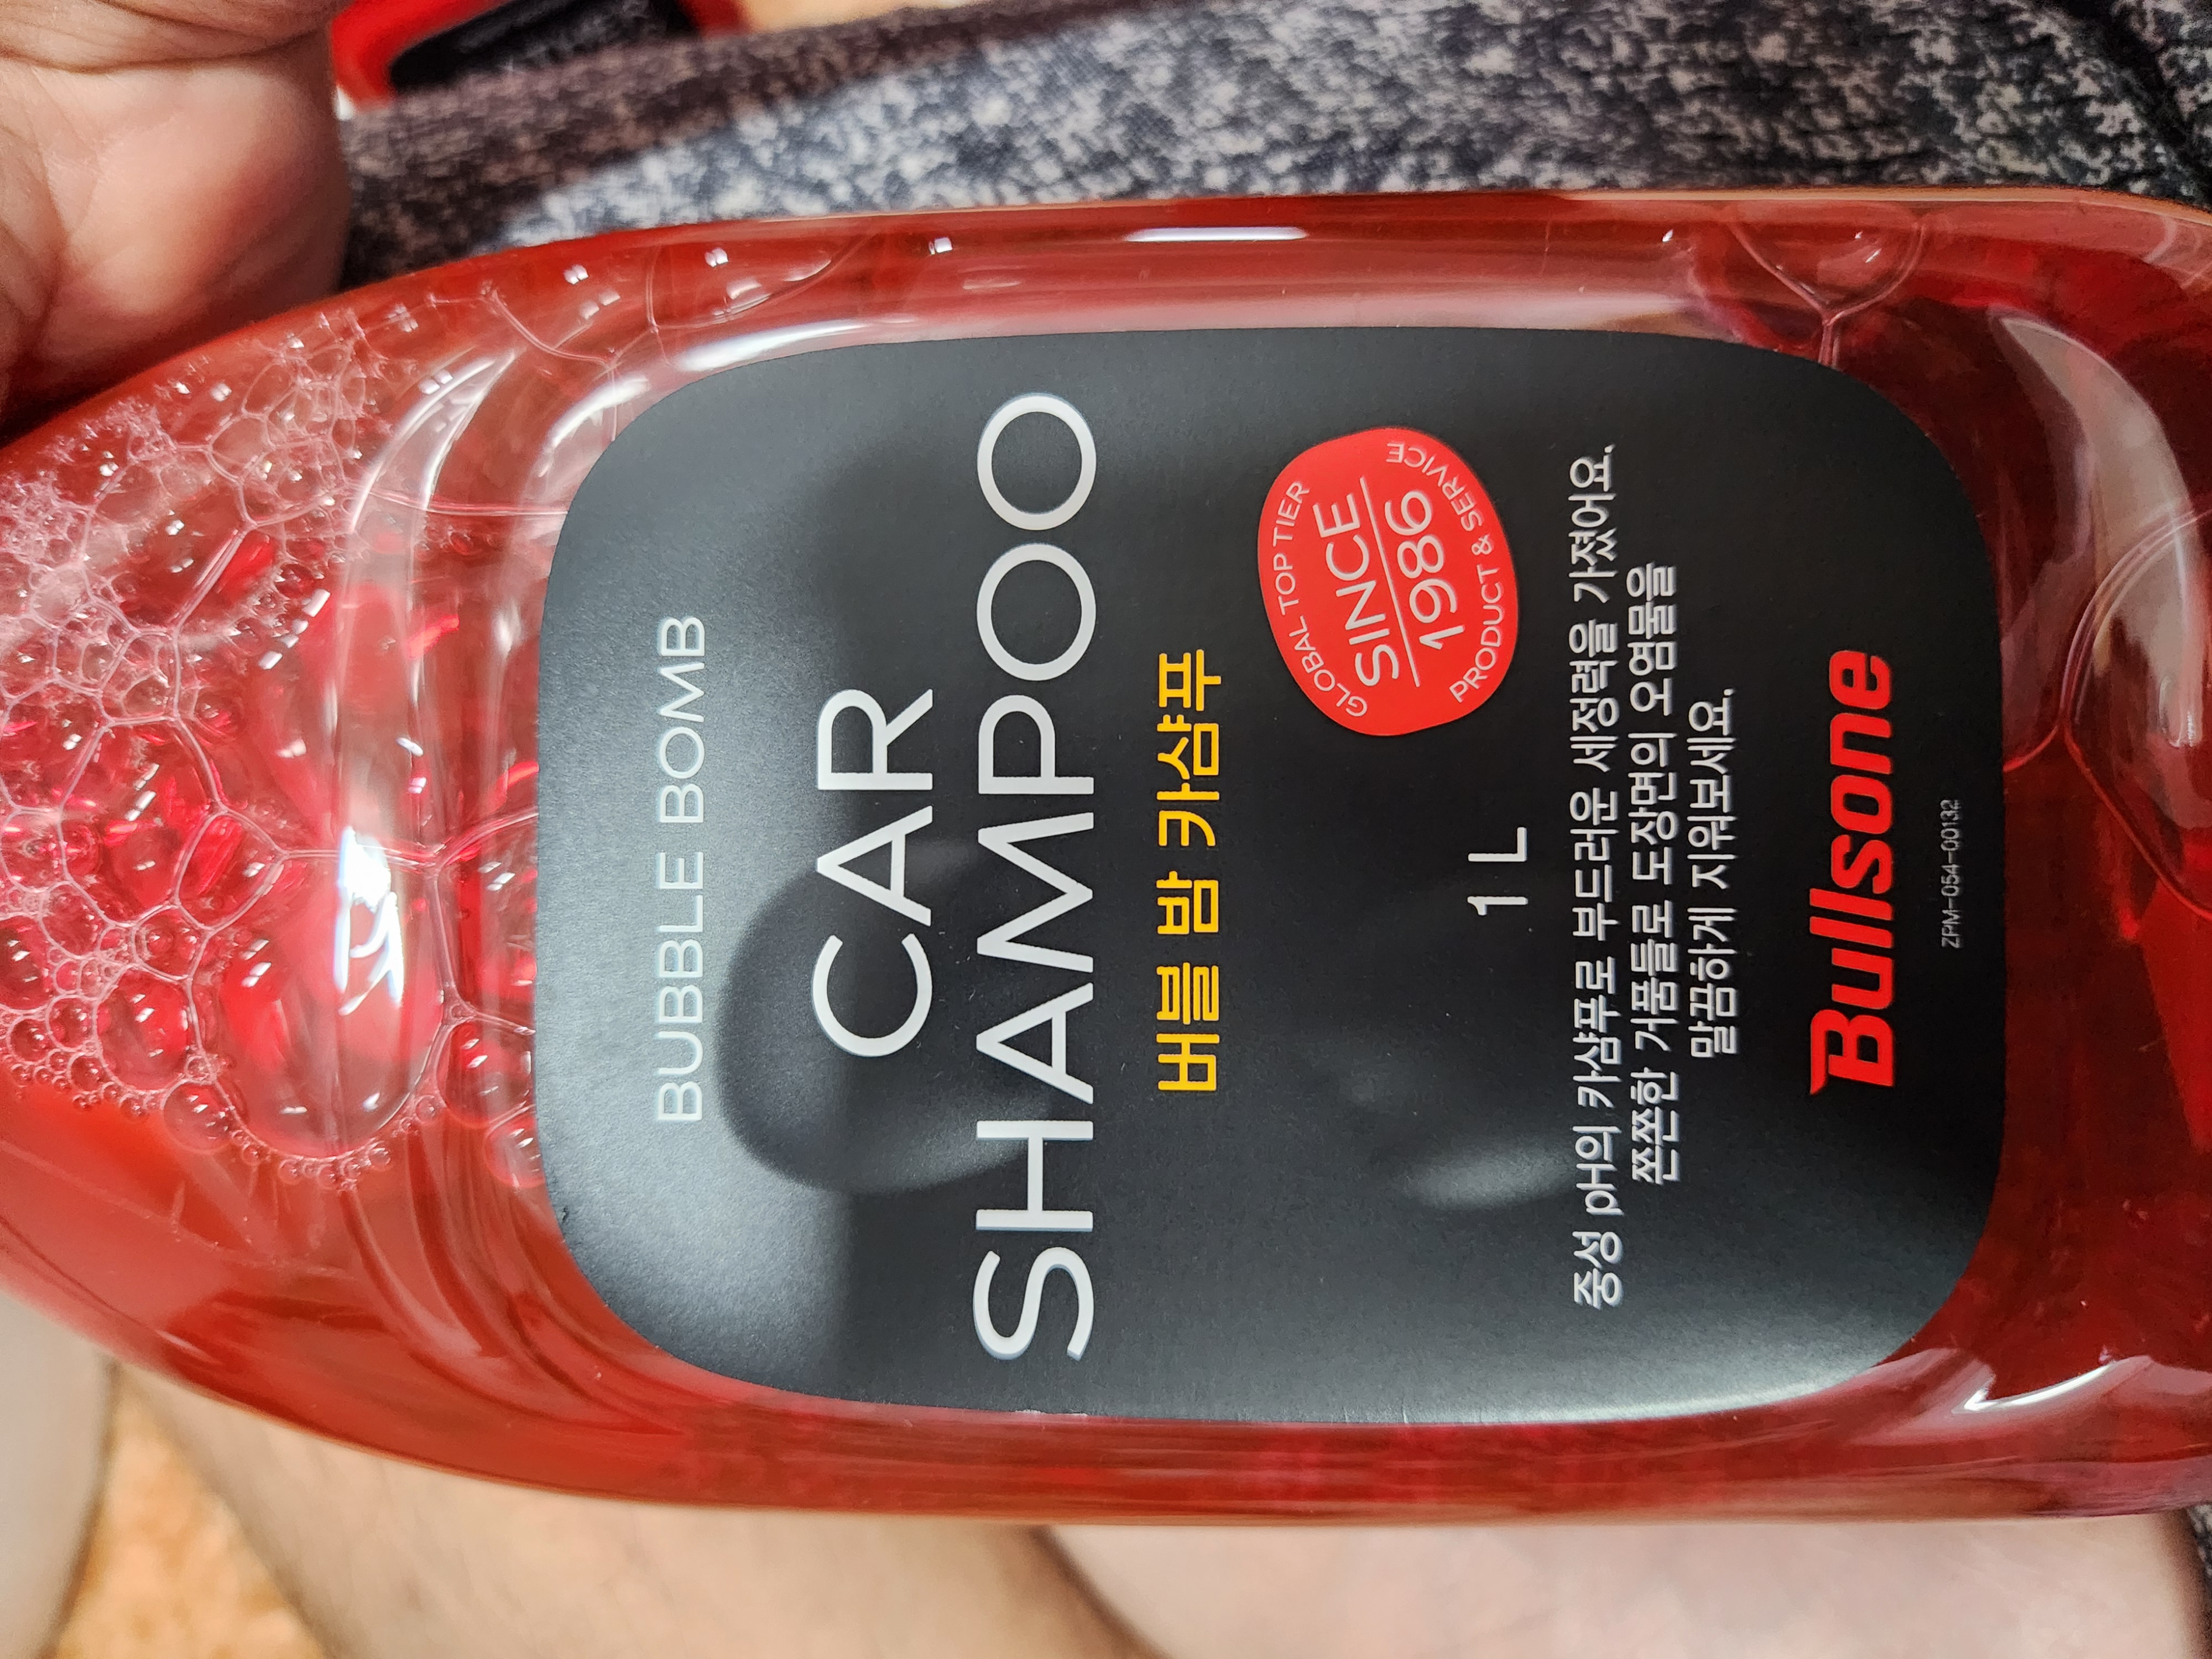 BUBBLE BOMB
CAR
SHAMPOO
버블 밤 카샴푸
GLOBAL TOP TIER
SINCE
1986
PRODUCT & SERVICE
1 L
중성 pH의 카샴푸로 부드러운 세정력을 가졌어요.
쫀쫀한 거품들로 도장면의 오염물을
말끔하게 지워보세요.
Bullsone
ZPM-054-00132